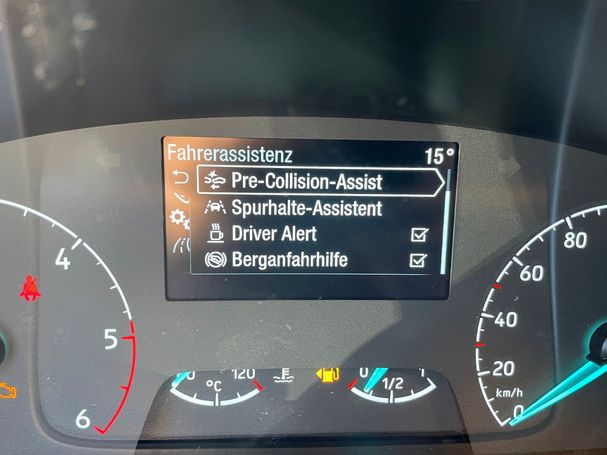 Fahrerassistenz 15°
Pre-Collision-Assist
Spurhalte-Assistent
Driver Alert
Berganfahrhilfe
4
5
6
0 120
°C
0 1
1/2
80
60
40
20
km/h
0